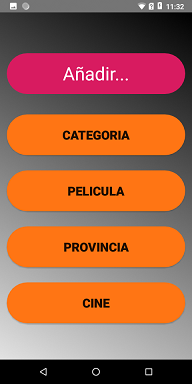 11:32
Añadir...
CATEGORIA
PELICULA
PROVINCIA
CINE